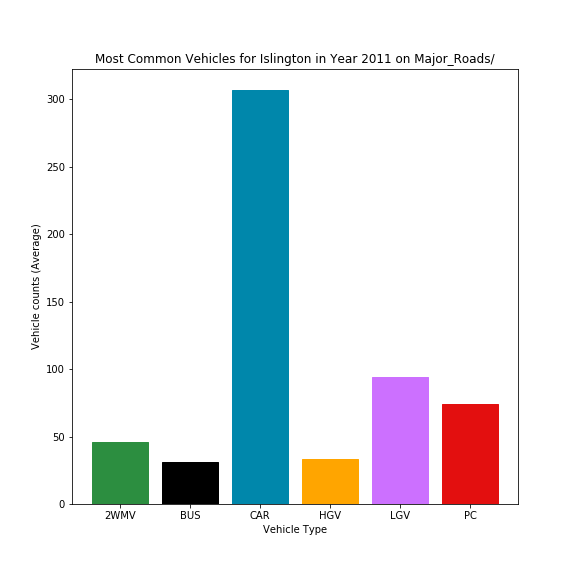 Most Common Vehicles for Islington in Year 2011 on Major_Roads/
300
250
200
150
100
50
0
Vehicle counts (Average)
2WMV BUS CAR HGV LGV PC
Vehicle Type